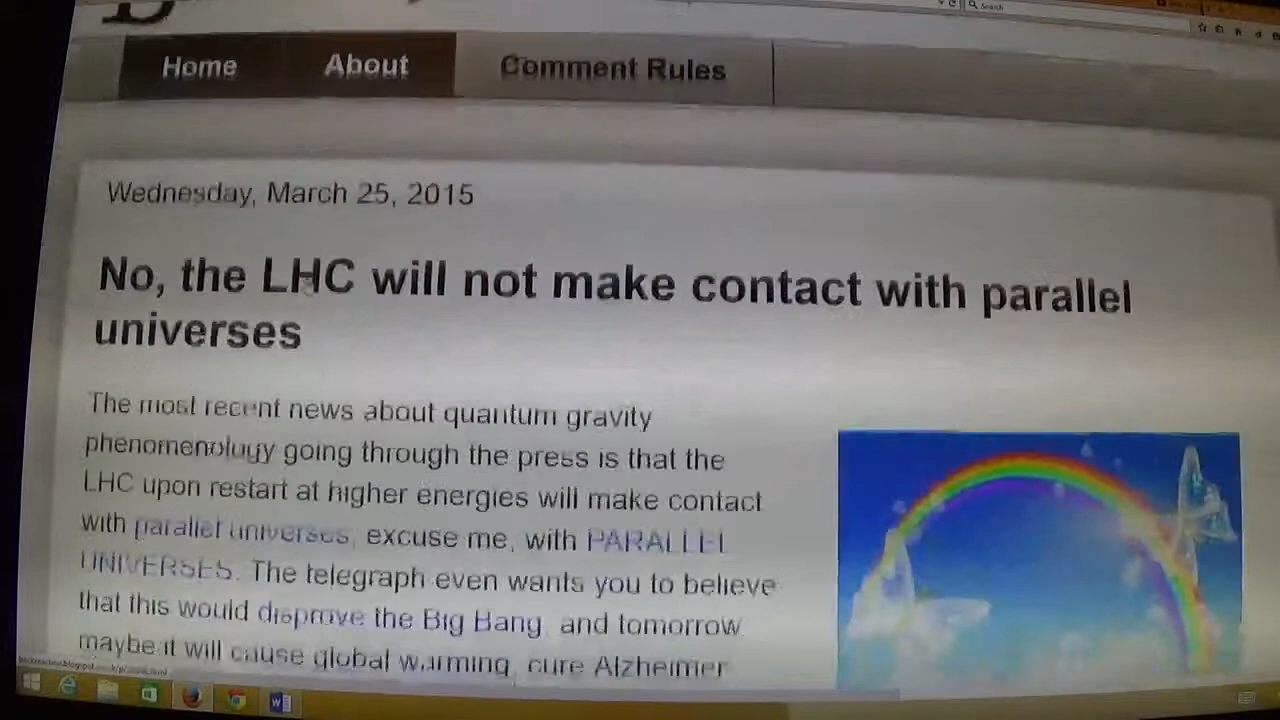 Search
Home About Comment Rules
Wednesday, March 25, 2015
No, the LHC will not make contact with parallel
universes
The most recent news about quantum gravity
phenomenology going through the press is that the
LHC upon restart at higher energies will make contact
with parallel universes, excuse me, with PARALLEL
UNIVERSES. The telegraph even wants you to believe
that this would disprove the Big Bang, and tomorrow
maybe it will cause global warming, cure Alzheimer